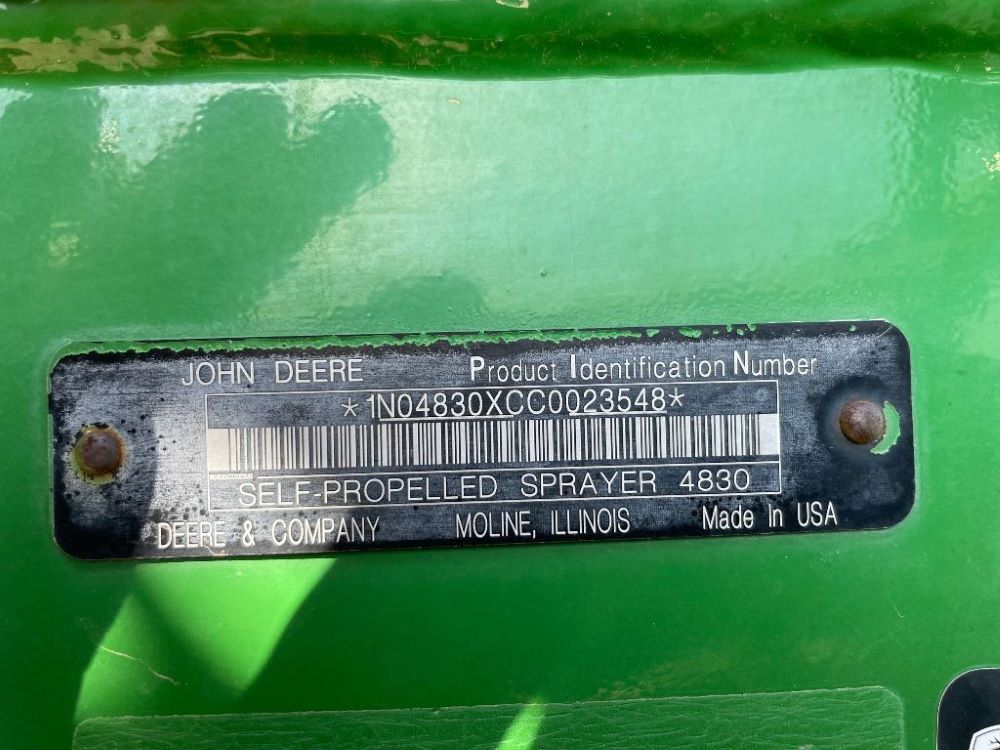 JOHN DEERE Product Identification Number
*1N04830XCC0023548*
SELF-PROPELLED SPRAYER 4830
DEERE & COMPANY MOLINE, ILLINOIS Made In USA